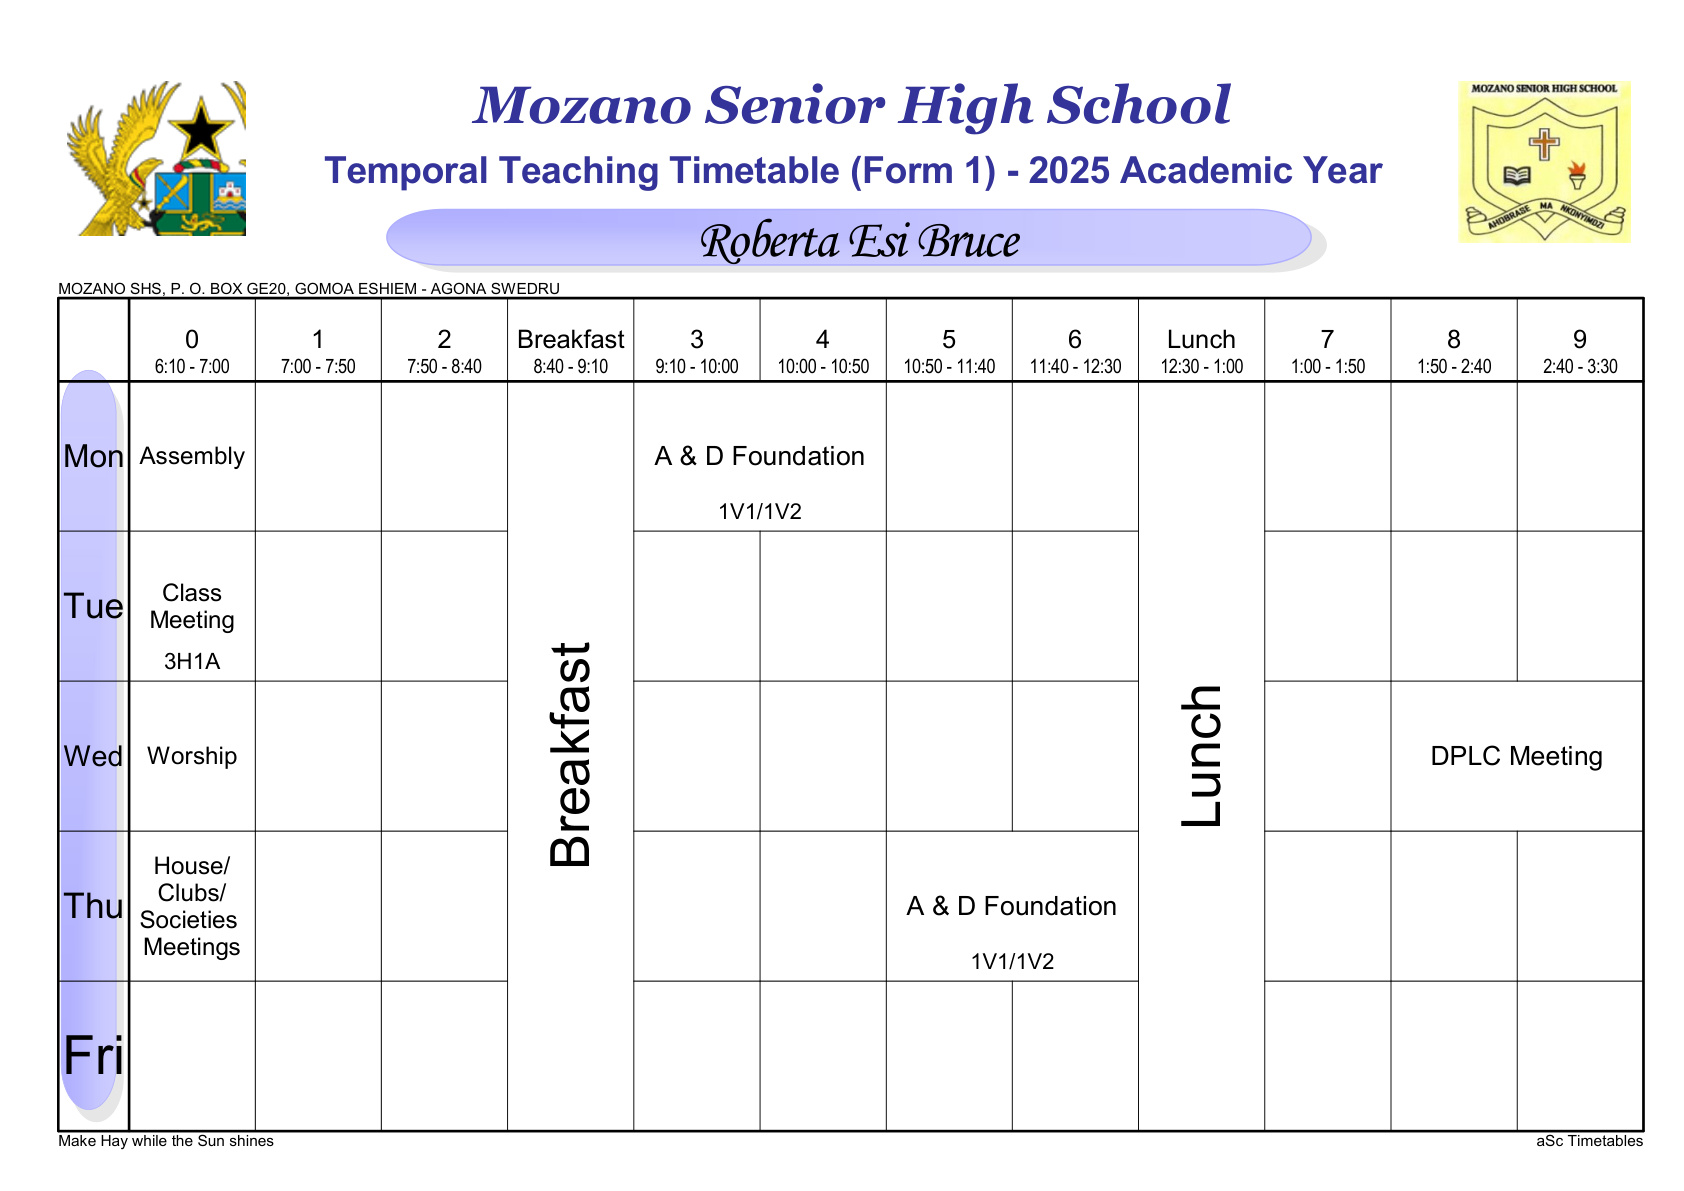 Mozano Senior High School
MOZANO SENIOR HIGH SCHOOL
Temporal Teaching Timetable (Form 1) - 2025 Academic Year
AHOBRASE MA NKONYIMDZI
Roberta Esi Bruce
MOZANO SHS, P. O. BOX GE20, GOMOA ESHIEM - AGONA SWEDRU
0 1 2 Breakfast 3 4 5 6 Lunch 7 8 9
6:10 - 7:00 7:00 - 7:50 7:50 - 8:40 8:40 - 9:10 9:10 - 10:00 10:00 - 10:50 10:50 - 11:40 11:40 - 12:30 12:30 - 1:00 1:00 - 1:50 1:50 - 2:40 2:40 - 3:30
Mon Assembly A & D Foundation
1V1/1V2
Tue Class
Meeting
3H1A
Breakfast
Lunch
Wed Worship DPLC Meeting
Thu House/
Clubs/
Societies
Meetings
A & D Foundation
1V1/1V2
Fri
Make Hay while the Sun shines
aSc Timetables